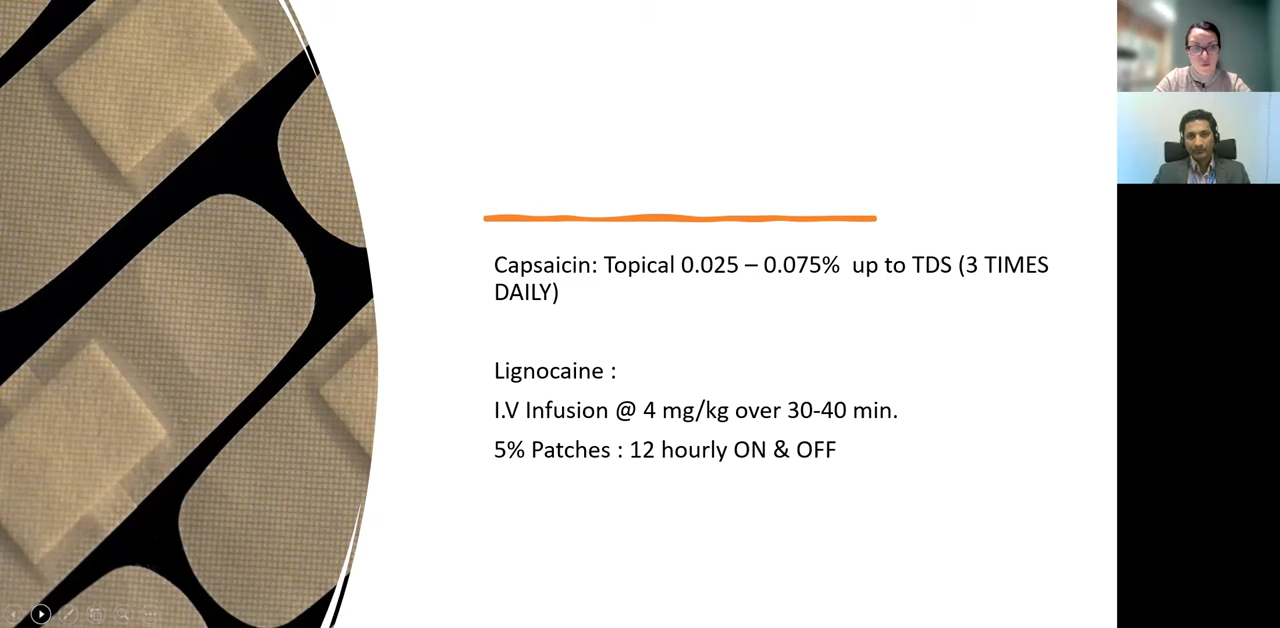 Capsaicin: Topical 0.025 – 0.075%  up to TDS (3 TIMES
DAILY)
Lignocaine :
I.V Infusion @ 4 mg/kg over 30-40 min.
5% Patches : 12 hourly ON & OFF